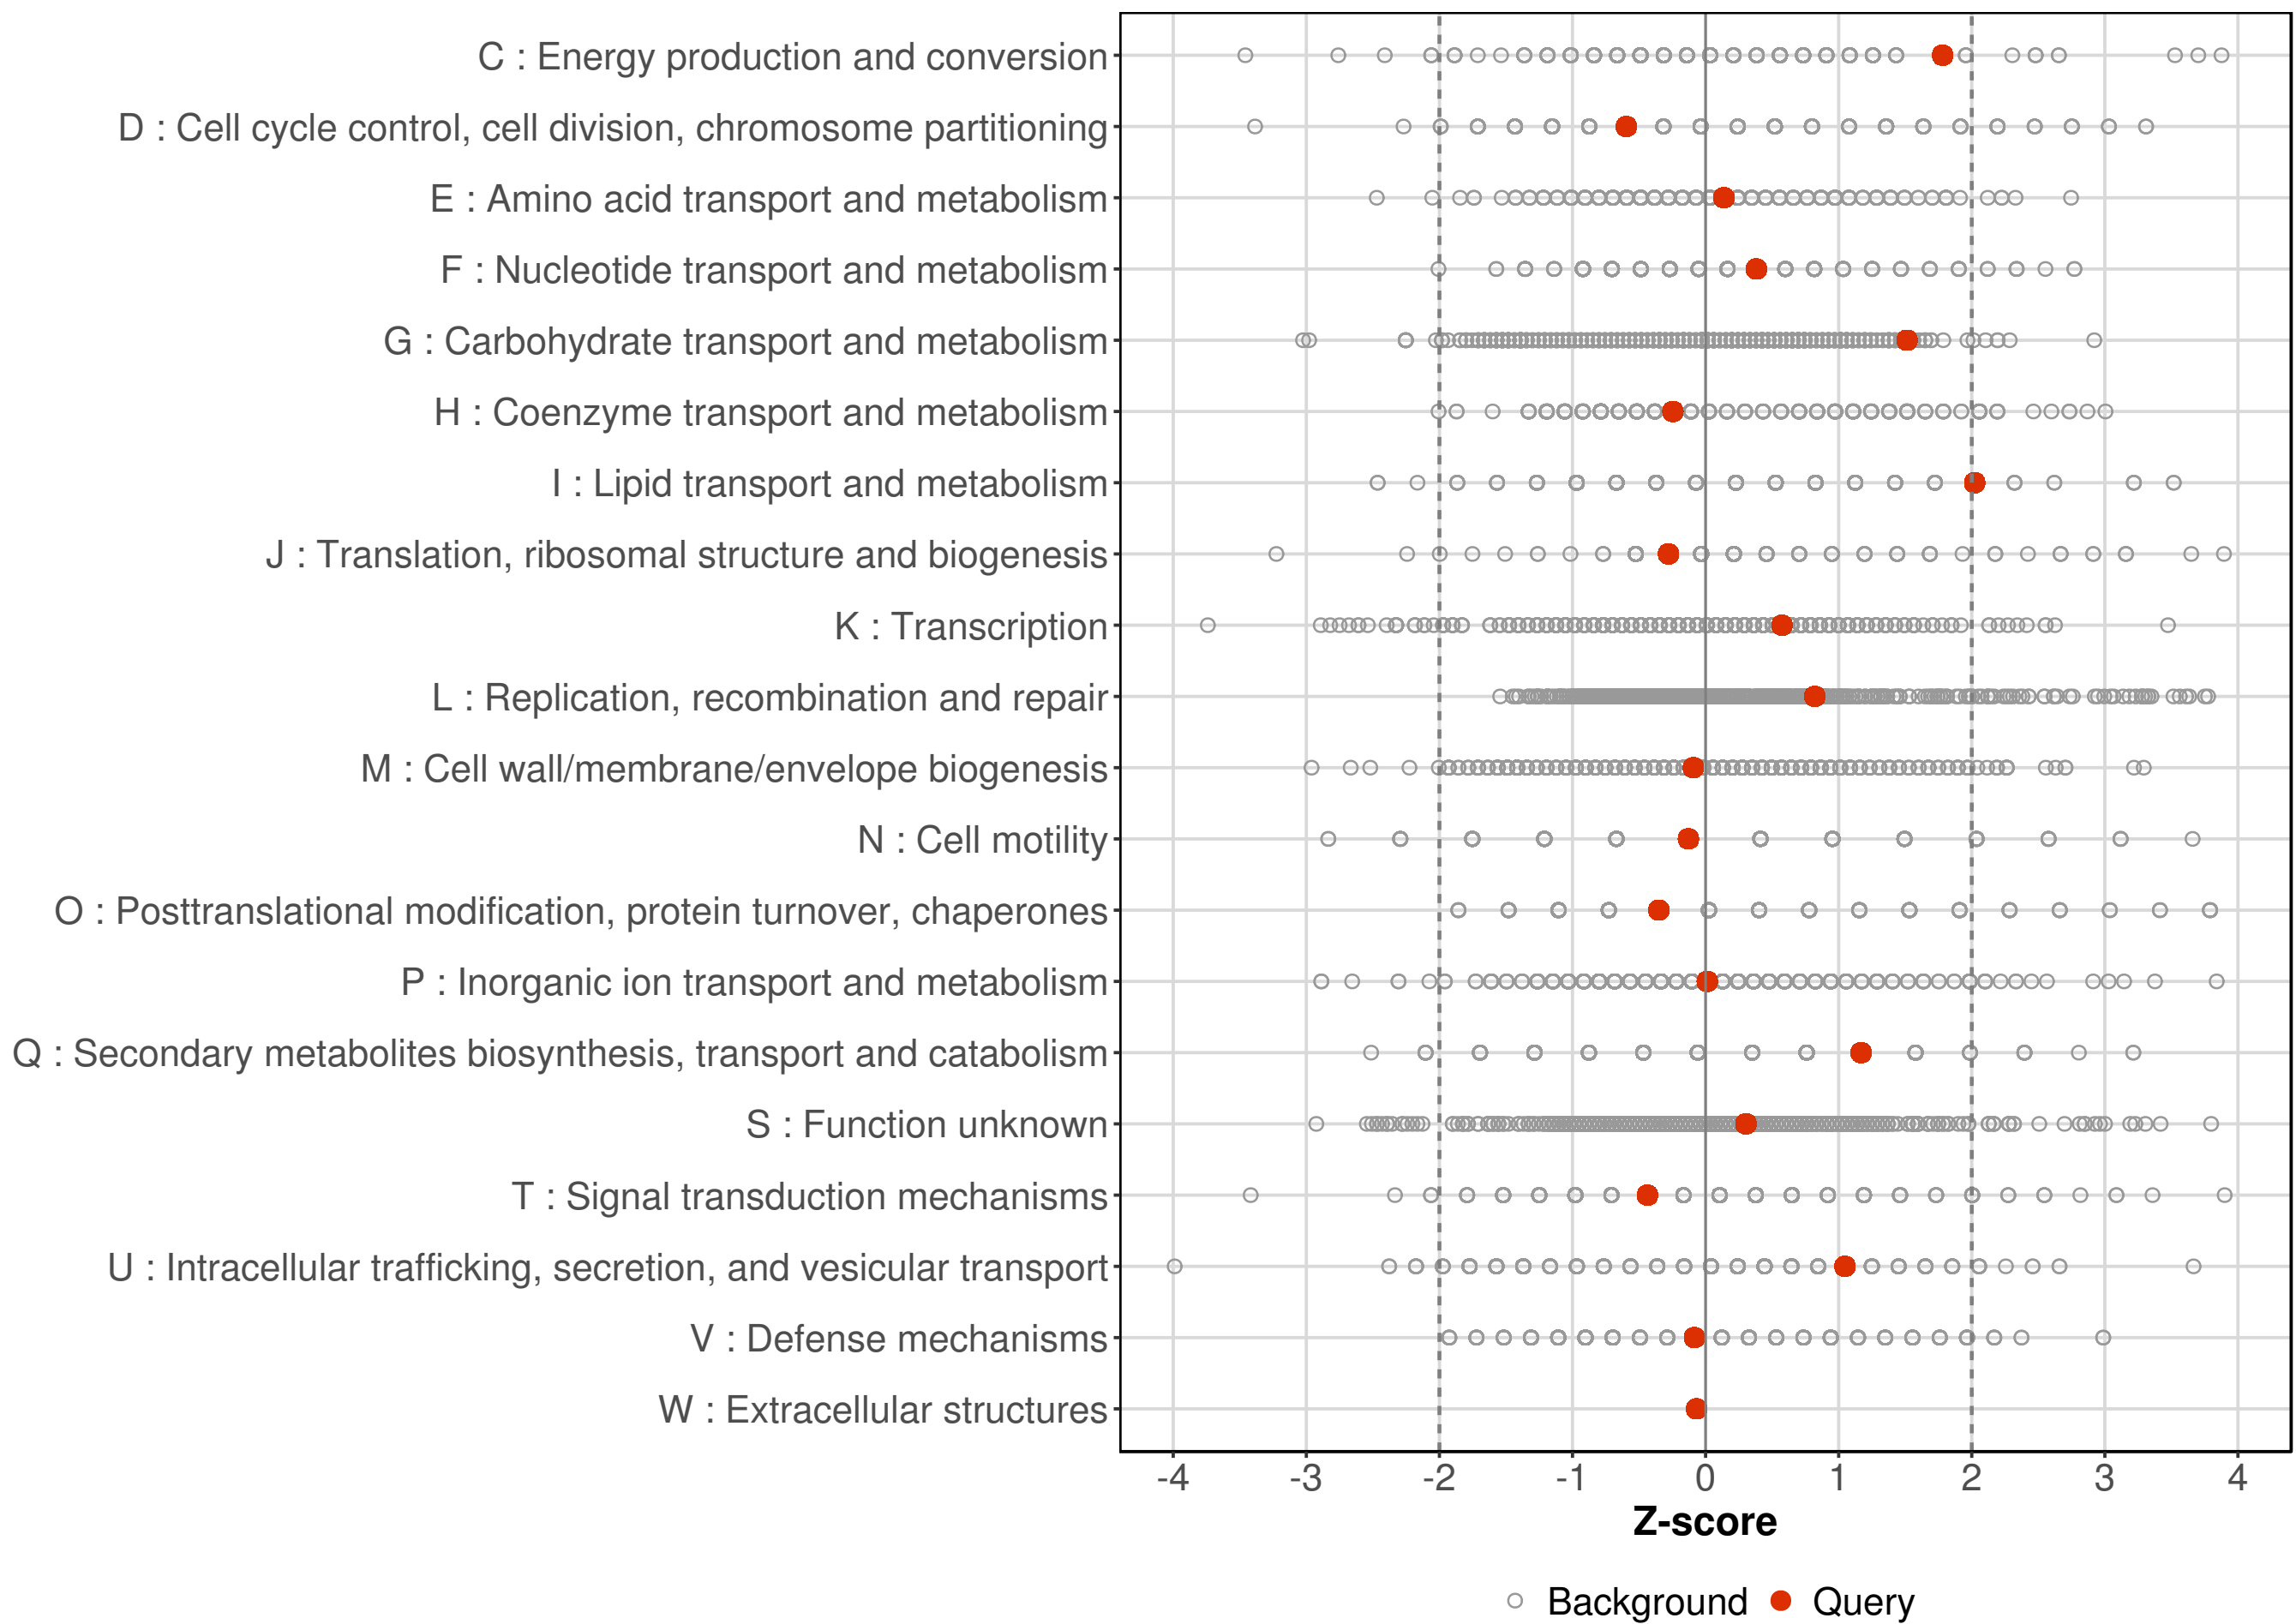 C : Energy production and conversion
D : Cell cycle control, cell division, chromosome partitioning
E : Amino acid transport and metabolism
F : Nucleotide transport and metabolism
G : Carbohydrate transport and metabolism
H : Coenzyme transport and metabolism
I : Lipid transport and metabolism
J : Translation, ribosomal structure and biogenesis
K : Transcription
L : Replication, recombination and repair
M : Cell wall/membrane/envelope biogenesis
N : Cell motility
O : Posttranslational modification, protein turnover, chaperones
P : Inorganic ion transport and metabolism
Q : Secondary metabolites biosynthesis, transport and catabolism
S : Function unknown
T : Signal transduction mechanisms
U : Intracellular trafficking, secretion, and vesicular transport
V : Defense mechanisms
W : Extracellular structures
-4 -3 -2 -1 0 1 2 3 4
Z-score
Background Query